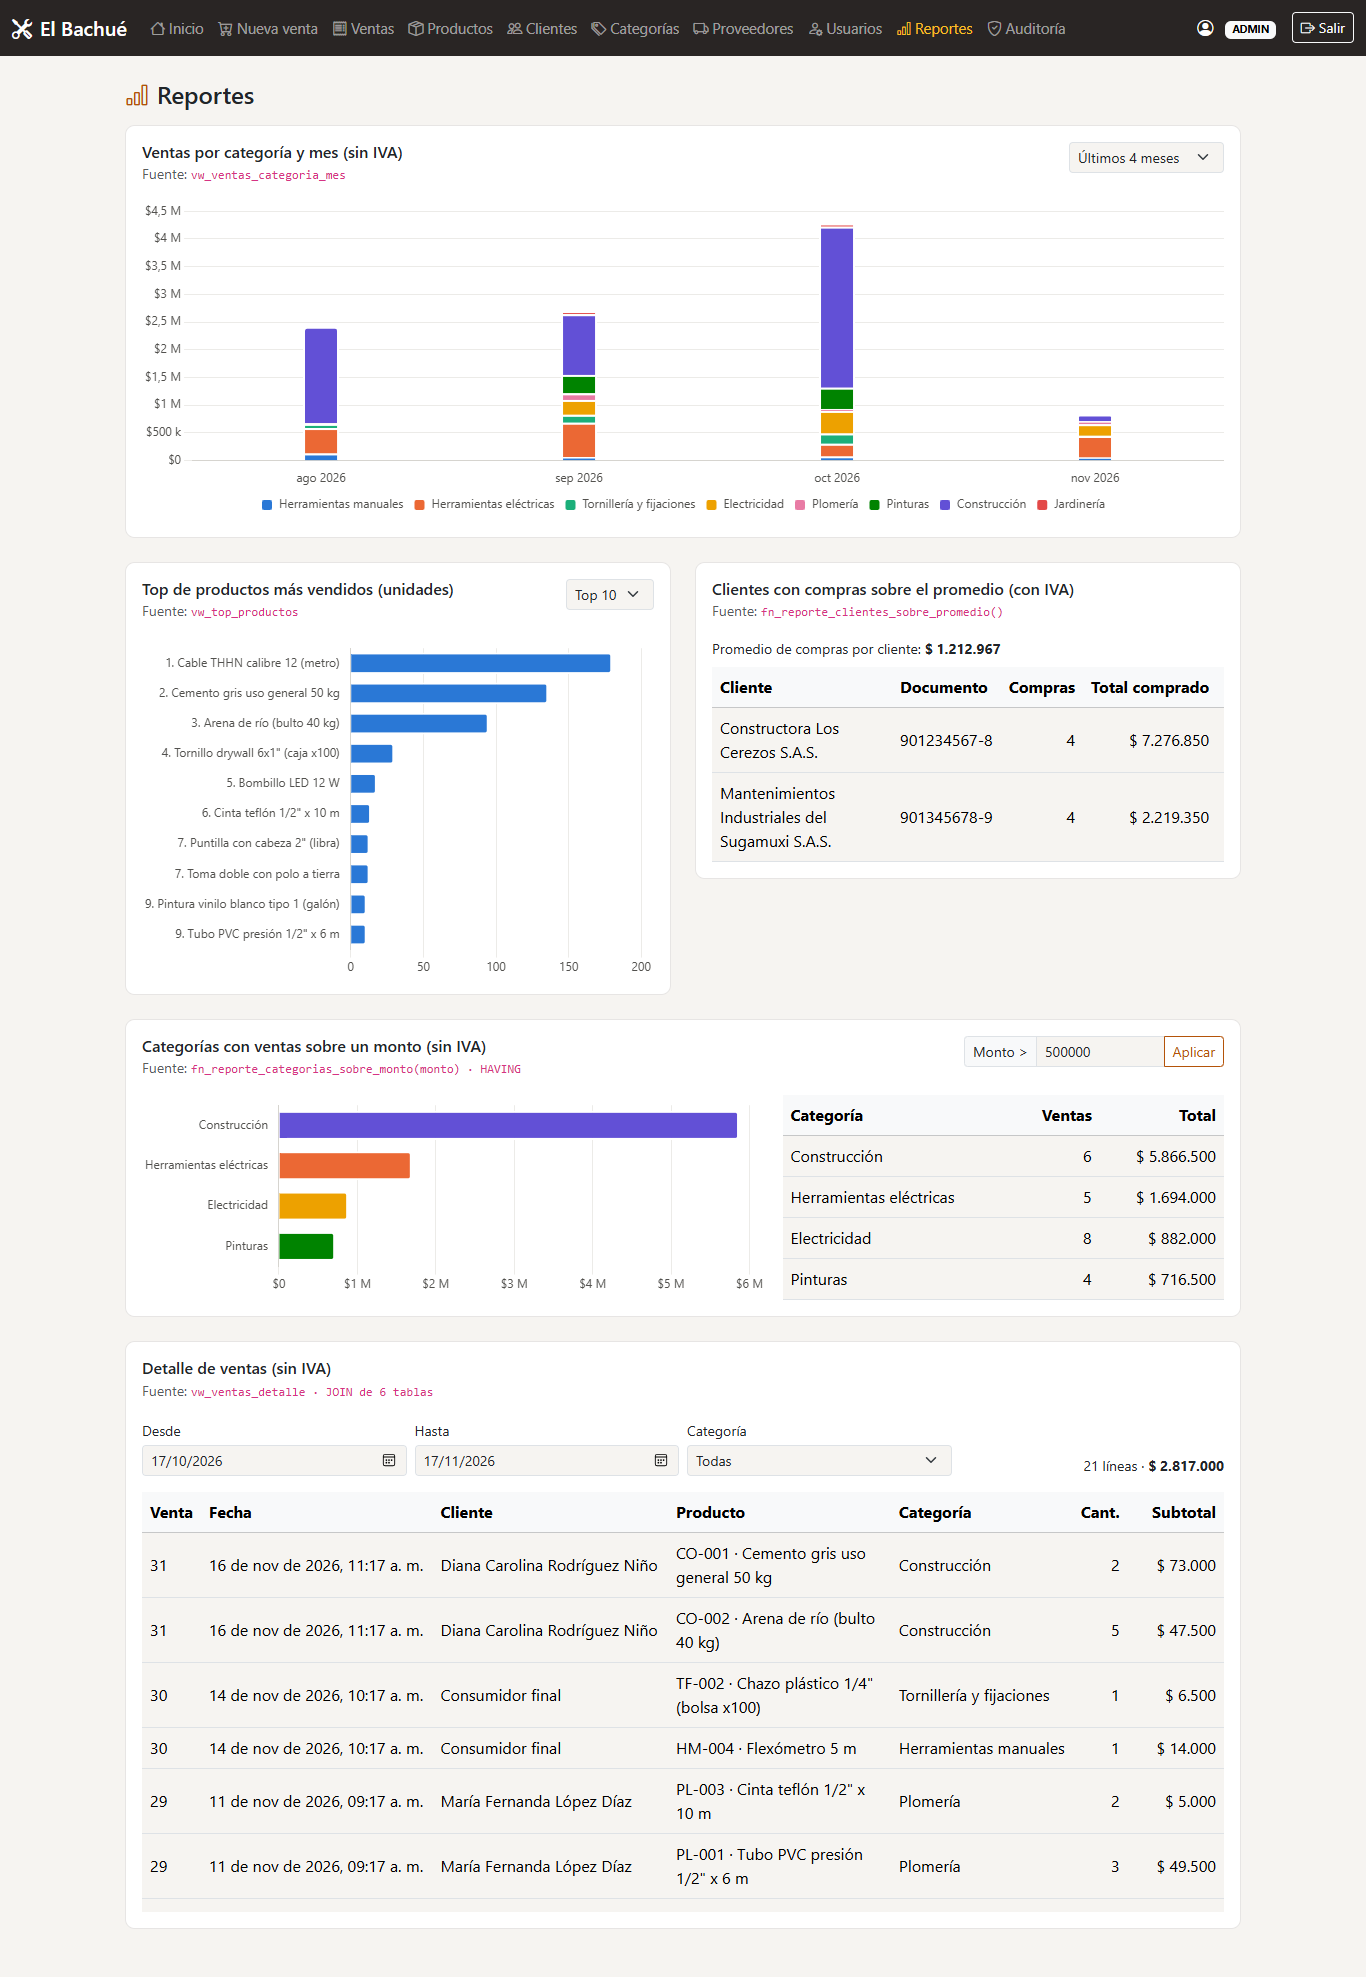 El Bachué Inicio Nueva venta Ventas Productos Clientes Categorías Proveedores Usuarios Reportes Auditoría ADMIN Salir
Reportes
Ventas por categoría y mes (sin IVA)
Últimos 4 meses
Fuente: vw_ventas_categoria_mes
$4,5 M
$4 M
$3,5 M
$3 M
$2,5 M
$2 M
$1,5 M
$1 M
$500 k
$0
ago 2026 sep 2026 oct 2026 nov 2026
Herramientas manuales Herramientas eléctricas Tornillería y fijaciones Electricidad Plomería Pinturas Construcción Jardinería
Top de productos más vendidos (unidades)
Top 10
Fuente: vw_top_productos
1. Cable THHN calibre 12 (metro)
2. Cemento gris uso general 50 kg
3. Arena de río (bulto 40 kg)
4. Tornillo drywall 6x1" (caja x100)
5. Bombillo LED 12 W
6. Cinta teflón 1/2" x 10 m
7. Puntilla con cabeza 2" (libra)
7. Toma doble con polo a tierra
9. Pintura vinilo blanco tipo 1 (galón)
9. Tubo PVC presión 1/2" x 6 m
0 50 100 150 200
Clientes con compras sobre el promedio (con IVA)
Fuente: fn_reporte_clientes_sobre_promedio()
Promedio de compras por cliente: $ 1.212.967
Cliente Documento Compras Total comprado
Constructora Los Cerezos S.A.S. 901234567-8 4 $ 7.276.850
Mantenimientos Industriales del Sugamuxi S.A.S. 901345678-9 4 $ 2.219.350
Categorías con ventas sobre un monto (sin IVA)
Monto > 500000 Aplicar
Fuente: fn_reporte_categorias_sobre_monto(monto) · HAVING
Construcción
Herramientas eléctricas
Electricidad
Pinturas
$0 $1 M $2 M $3 M $4 M $5 M $6 M
Categoría Ventas Total
Construcción 6 $ 5.866.500
Herramientas eléctricas 5 $ 1.694.000
Electricidad 8 $ 882.000
Pinturas 4 $ 716.500
Detalle de ventas (sin IVA)
Fuente: vw_ventas_detalle · JOIN de 6 tablas
Desde Hasta Categoría
17/10/2026 17/11/2026 Todas
21 líneas · $ 2.817.000
Venta Fecha Cliente Producto Categoría Cant. Subtotal
31 16 de nov de 2026, 11:17 a. m. Diana Carolina Rodríguez Niño CO-001 · Cemento gris uso general 50 kg Construcción 2 $ 73.000
31 16 de nov de 2026, 11:17 a. m. Diana Carolina Rodríguez Niño CO-002 · Arena de río (bulto 40 kg) Construcción 5 $ 47.500
30 14 de nov de 2026, 10:17 a. m. Consumidor final TF-002 · Chazo plástico 1/4" (bolsa x100) Tornillería y fijaciones 1 $ 6.500
30 14 de nov de 2026, 10:17 a. m. Consumidor final HM-004 · Flexómetro 5 m Herramientas manuales 1 $ 14.000
29 11 de nov de 2026, 09:17 a. m. María Fernanda López Díaz PL-003 · Cinta teflón 1/2" x 10 m Plomería 2 $ 5.000
29 11 de nov de 2026, 09:17 a. m. María Fernanda López Díaz PL-001 · Tubo PVC presión 1/2" x 6 m Plomería 3 $ 49.500